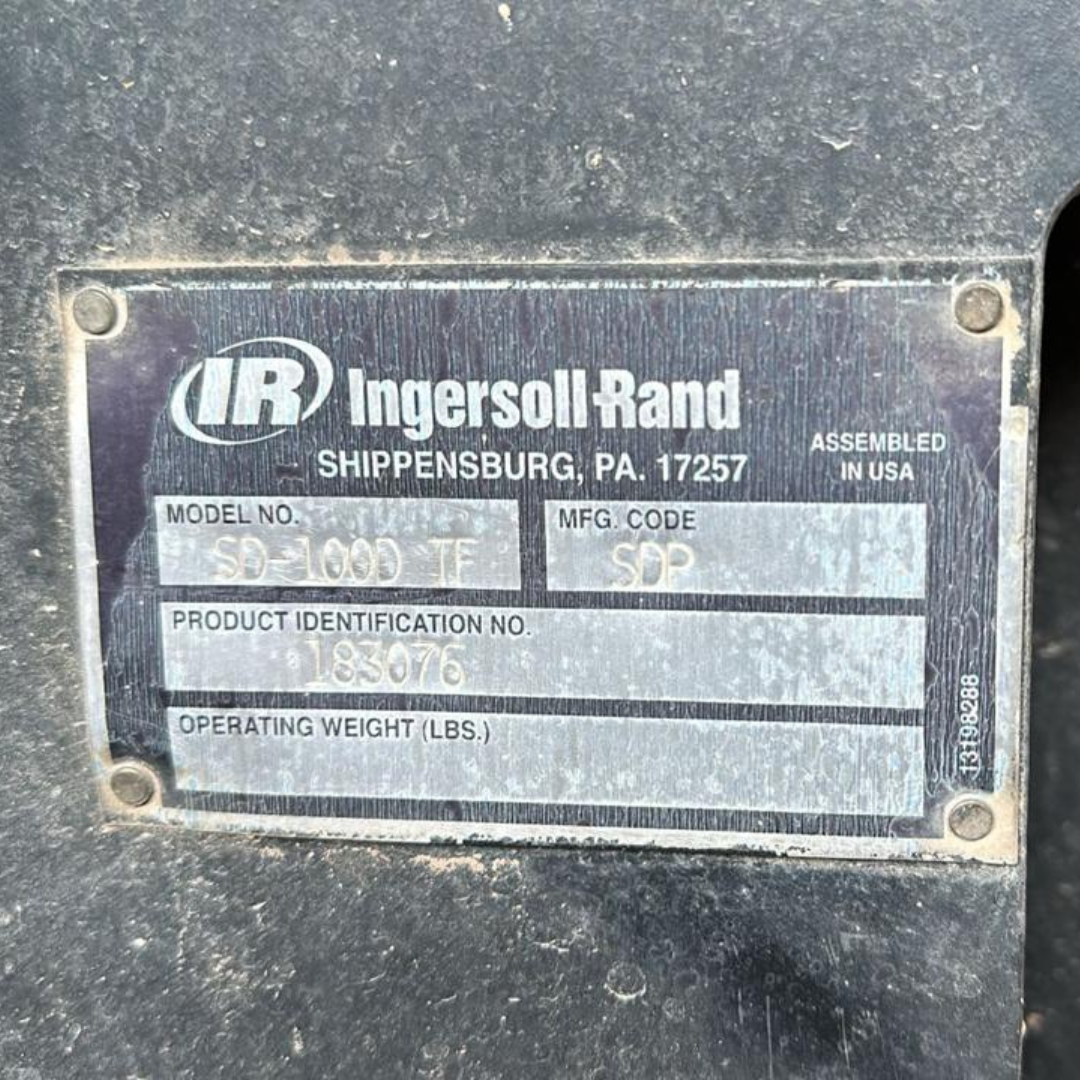 IR Ingersoll-Rand
SHIPPENSBURG, PA. 17257
ASSEMBLED
IN USA
MODEL NO.
SD-100D TF
MFG. CODE
SDP
PRODUCT IDENTIFICATION NO.
183076
OPERATING WEIGHT (LBS.)
13198288